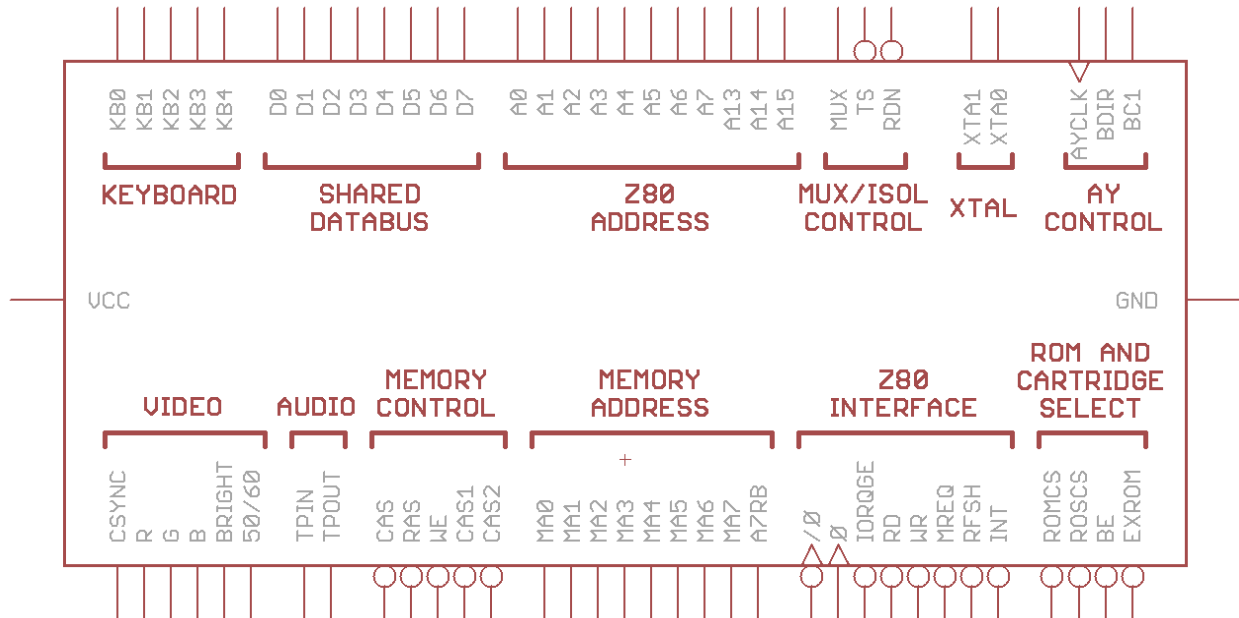 KB0 KB1 KB2 KB3 KB4 D0 D1 D2 D3 D4 D5 D6 D7 A0 A1 A2 A3 A4 A5 A6 A7 A13 A14 A15 MUX TS RDN XTA1 XTA0 AYCLK BDIR BC1
KEYBOARD
SHARED
DATABUS
Z80
ADDRESS
MUX/ISOL
CONTROL
XTAL
AY
CONTROL
VCC
GND
VIDEO
AUDIO
MEMORY
CONTROL
MEMORY
ADDRESS
Z80
INTERFACE
ROM AND
CARTRIDGE
SELECT
CSYNC R G B BRIGHT 50/60 TPIN TPOUT CAS RAS WE CAS1 CAS2 MA0 MA1 MA2 MA3 MA4 MA5 MA6 MA7 A7RB /Ø Ø IORQGE RD WR MREQ RFSH INT ROMCS ROSCS BE EXROM